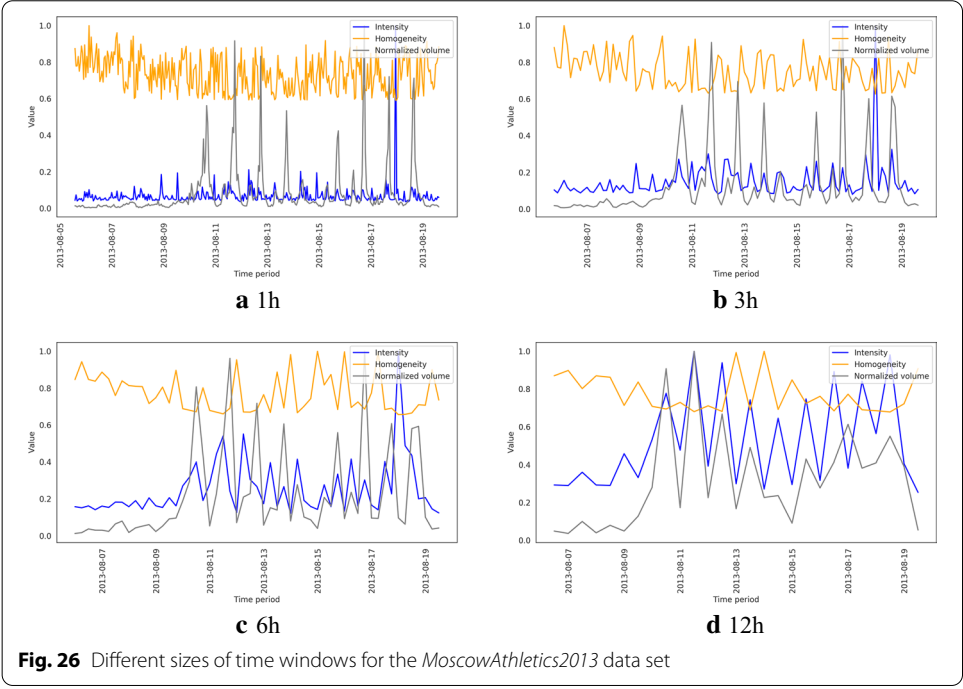 Intensity
Homogeneity
Normalized volume
1.0
0.8
0.6
0.4
0.2
0.0
Value
2013-08-05
2013-08-07
2013-08-09
2013-08-11
2013-08-13
2013-08-15
2013-08-17
2013-08-19
Time period
a 1h
Intensity
Homogeneity
Normalized volume
1.0
0.8
0.6
0.4
0.2
0.0
Value
2013-08-07
2013-08-09
2013-08-11
2013-08-13
2013-08-15
2013-08-17
2013-08-19
Time period
b 3h
Intensity
Homogeneity
Normalized volume
1.0
0.8
0.6
0.4
0.2
0.0
Value
2013-08-07
2013-08-09
2013-08-11
2013-08-13
2013-08-15
2013-08-17
2013-08-19
Time period
c 6h
Intensity
Homogeneity
Normalized volume
1.0
0.8
0.6
0.4
0.2
0.0
Value
2013-08-07
2013-08-09
2013-08-11
2013-08-13
2013-08-15
2013-08-17
2013-08-19
Time period
d 12h
Fig. 26 Different sizes of time windows for the MoscowAthletics2013 data set